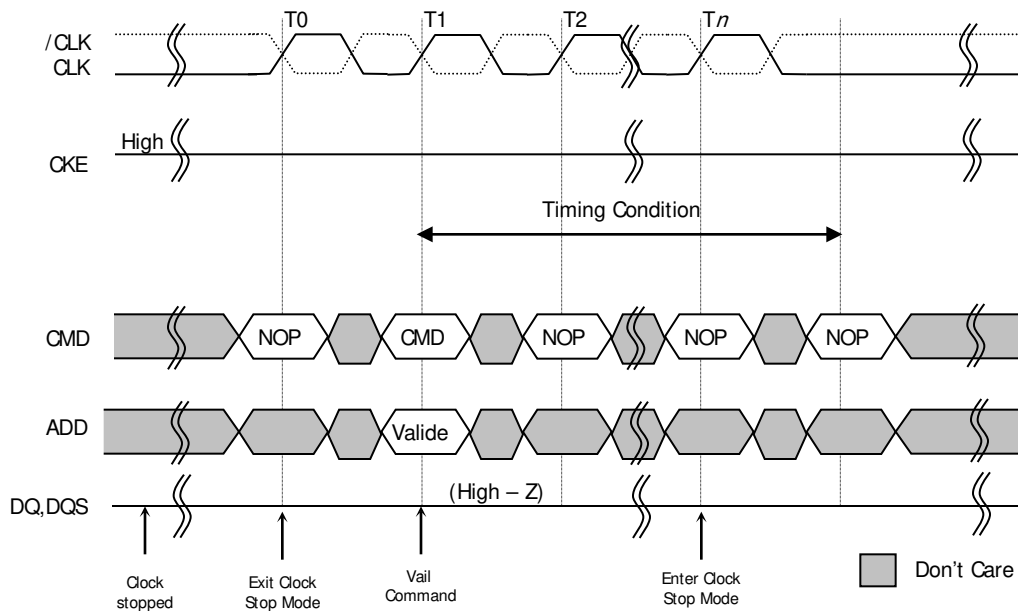 T0 T1 T2 Tn
/CLK
CLK
High
CKE
Timing Condition
CMD NOP CMD NOP NOP NOP
ADD Valide
DQ,DQS (High – Z)
Clock
stopped
Exit Clock
Stop Mode
Vail
Command
Enter Clock
Stop Mode
Don't Care